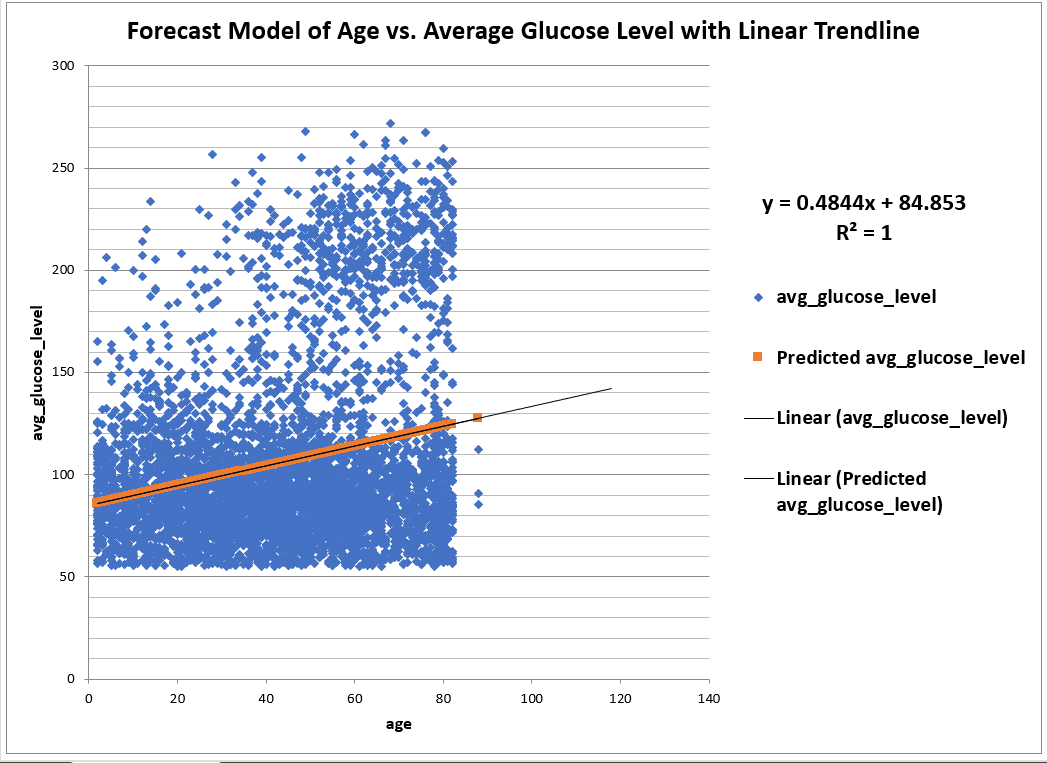 Forecast Model of Age vs. Average Glucose Level with Linear Trendline
300
250
200
150
100
50
0
avg_glucose_level
0 20 40 60 80 100 120 140
age
y = 0.4844x + 84.853
R² = 1
avg_glucose_level
Predicted avg_glucose_level
Linear (avg_glucose_level)
Linear (Predicted
avg_glucose_level)